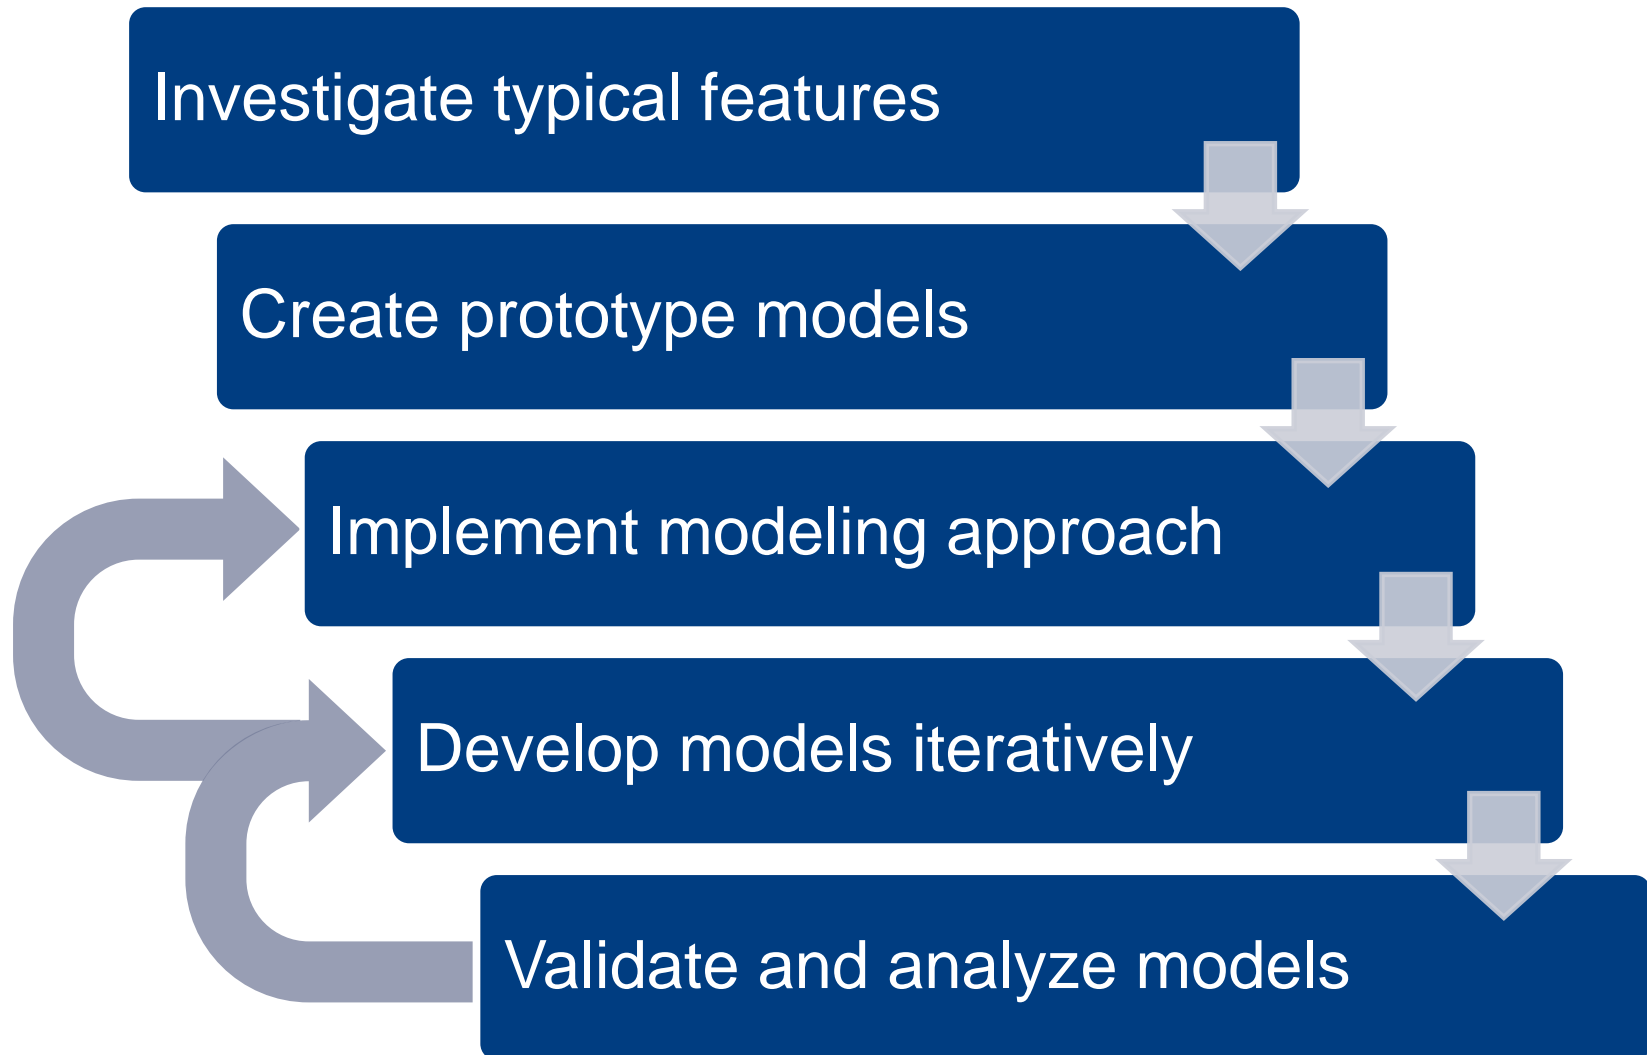 Investigate typical features
Create prototype models
Implement modeling approach
Develop models iteratively
Validate and analyze models